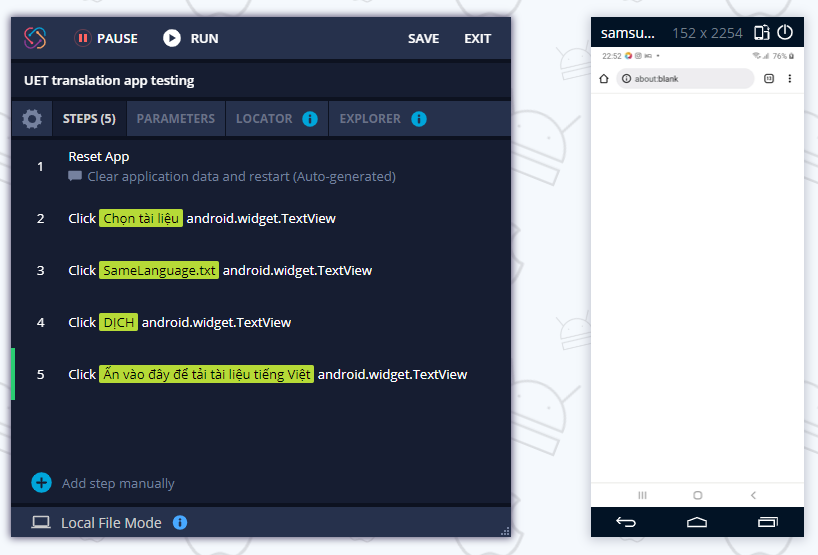 PAUSE RUN SAVE EXIT
UET translation app testing
STEPS (5) PARAMETERS LOCATOR EXPLORER
1 Reset App
Clear application data and restart (Auto-generated)
2 Click Chọn tài liệu android.widget.TextView
3 Click SameLanguage.txt android.widget.TextView
4 Click DỊCH android.widget.TextView
5 Click Ấn vào đây để tải tài liệu tiếng Việt android.widget.TextView
Add step manually
Local File Mode
samsu... 152 x 2254
22:52 76%
about:blank